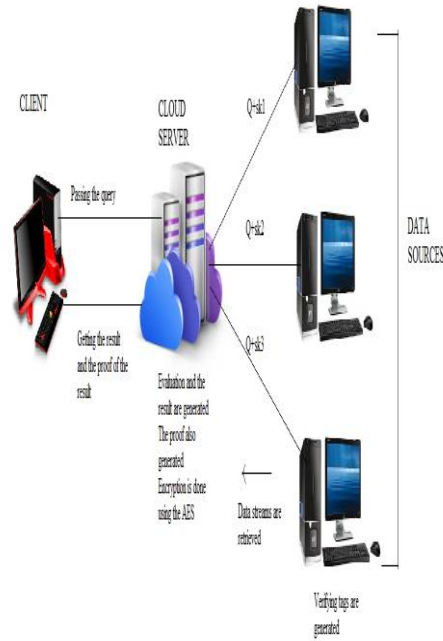 CLIENT
CLOUD
SERVER
Q+sk1
Passing the query
Q+sk2
DATA
SOURCES
Getting the result
and the proof of the
result
Q+sk3
Evaluation and the
result are generated
The proof also
generated
Encryption is done
using the AES
Data streams are
retrieved
Verifying tags are
generated